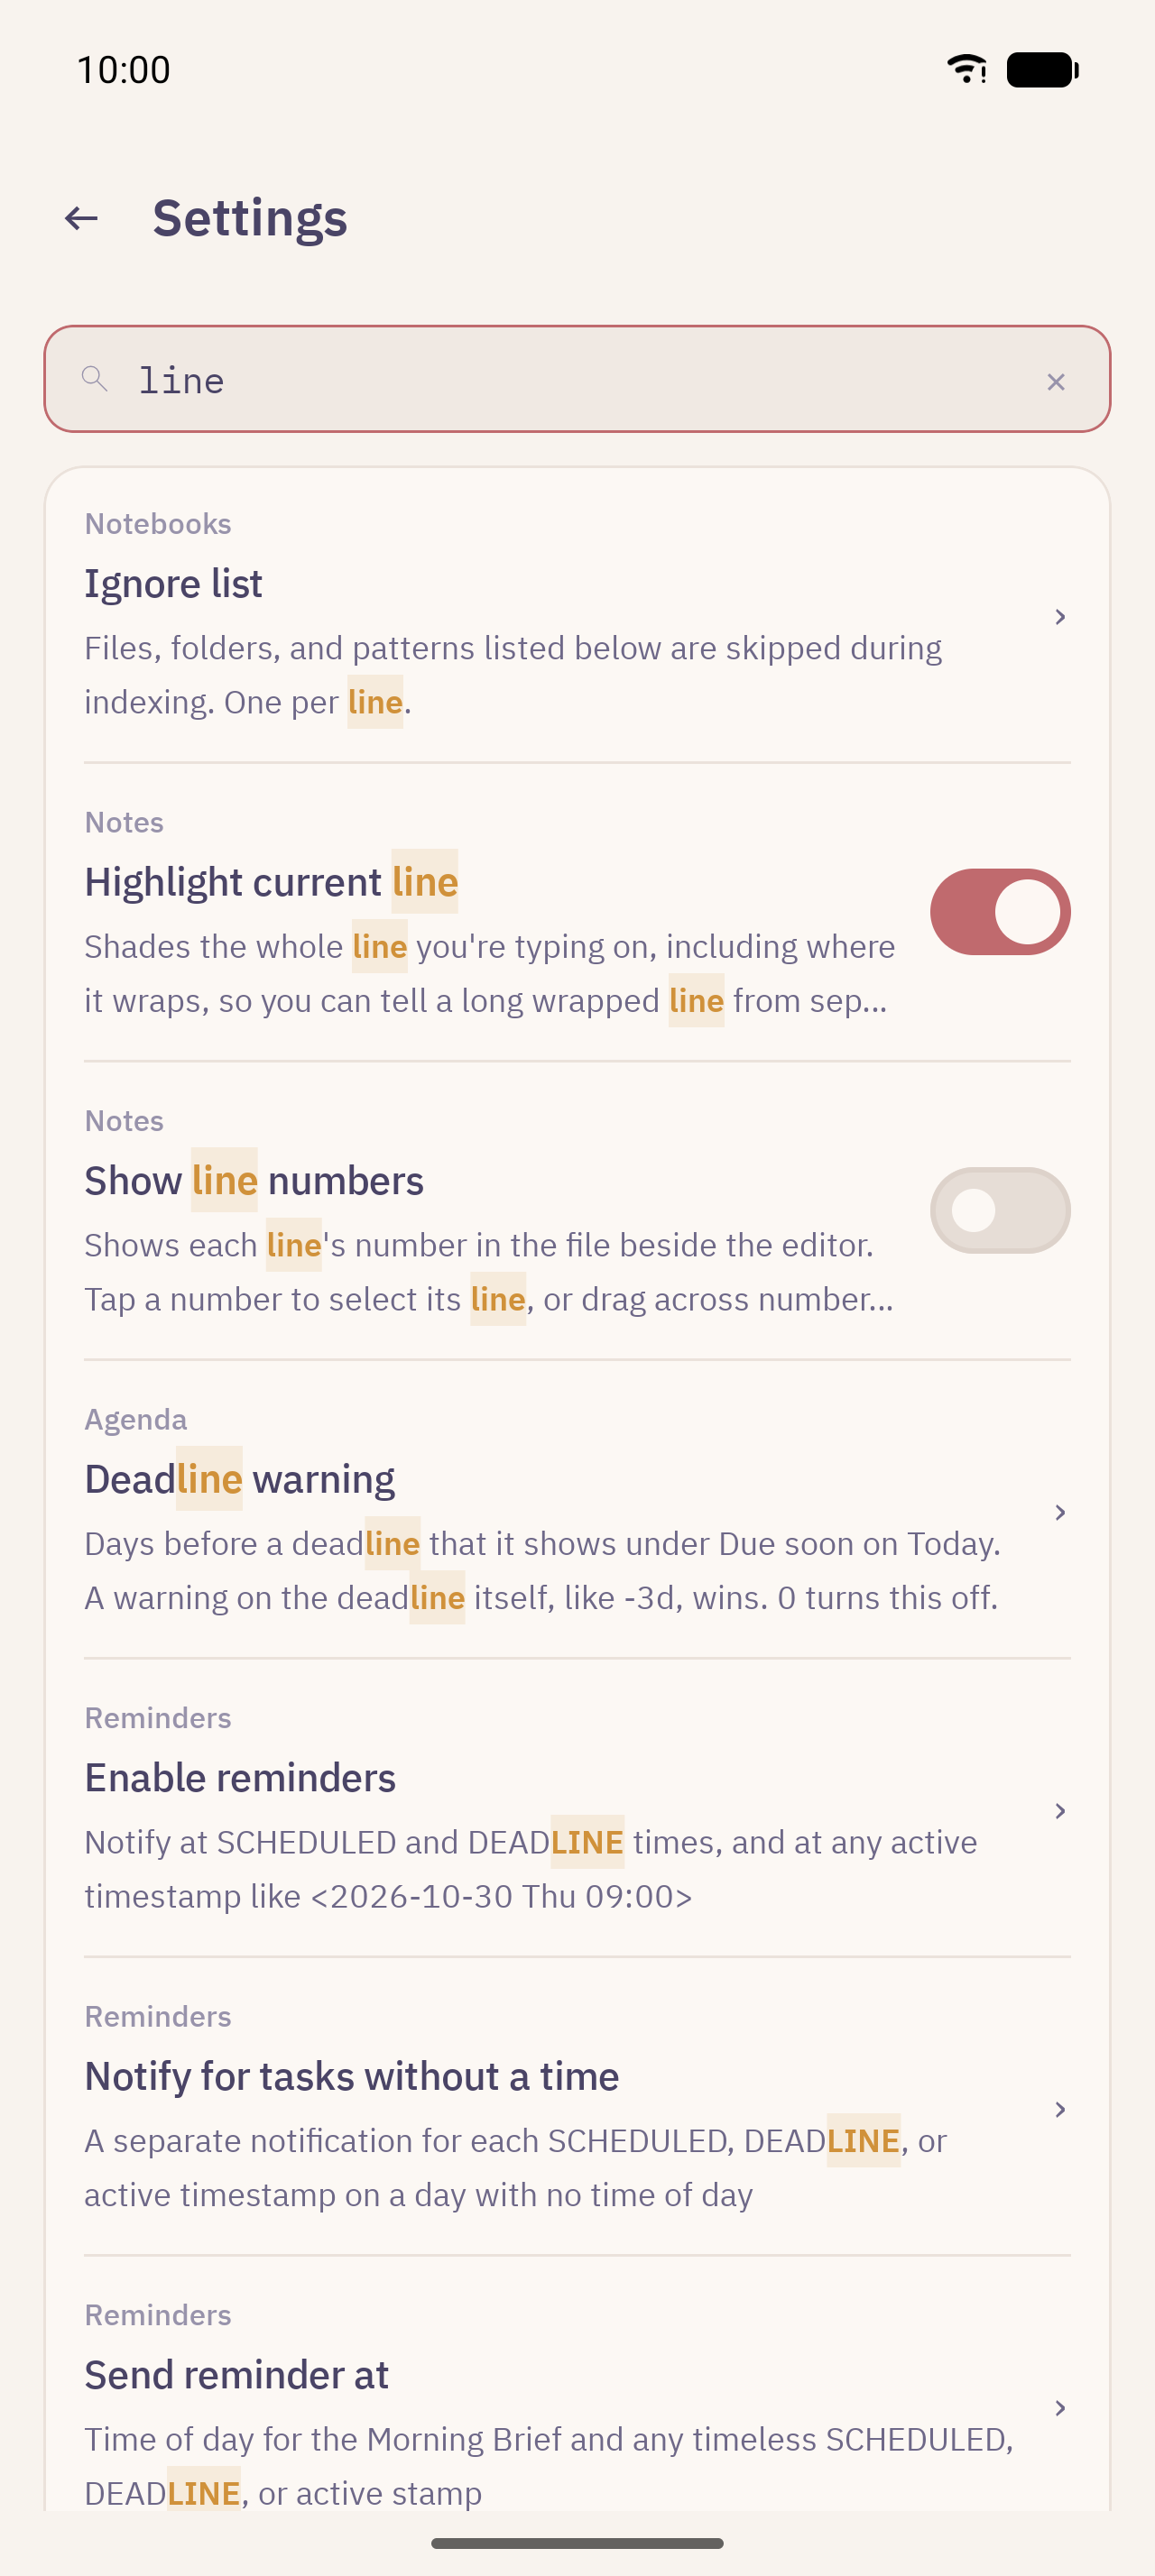 10:00
Settings
line
Notebooks
Ignore list
Files, folders, and patterns listed below are skipped during
indexing. One per line.
Notes
Highlight current line
Shades the whole line you're typing on, including where
it wraps, so you can tell a long wrapped line from sep...
Notes
Show line numbers
Shows each line's number in the file beside the editor.
Tap a number to select its line, or drag across number...
Agenda
Deadline warning
Days before a deadline that it shows under Due soon on Today.
A warning on the deadline itself, like -3d, wins. 0 turns this off.
Reminders
Enable reminders
Notify at SCHEDULED and DEADLINE times, and at any active
timestamp like <2026-10-30 Thu 09:00>
Reminders
Notify for tasks without a time
A separate notification for each SCHEDULED, DEADLINE, or
active timestamp on a day with no time of day
Reminders
Send reminder at
Time of day for the Morning Brief and any timeless SCHEDULED,
DEADLINE, or active stamp